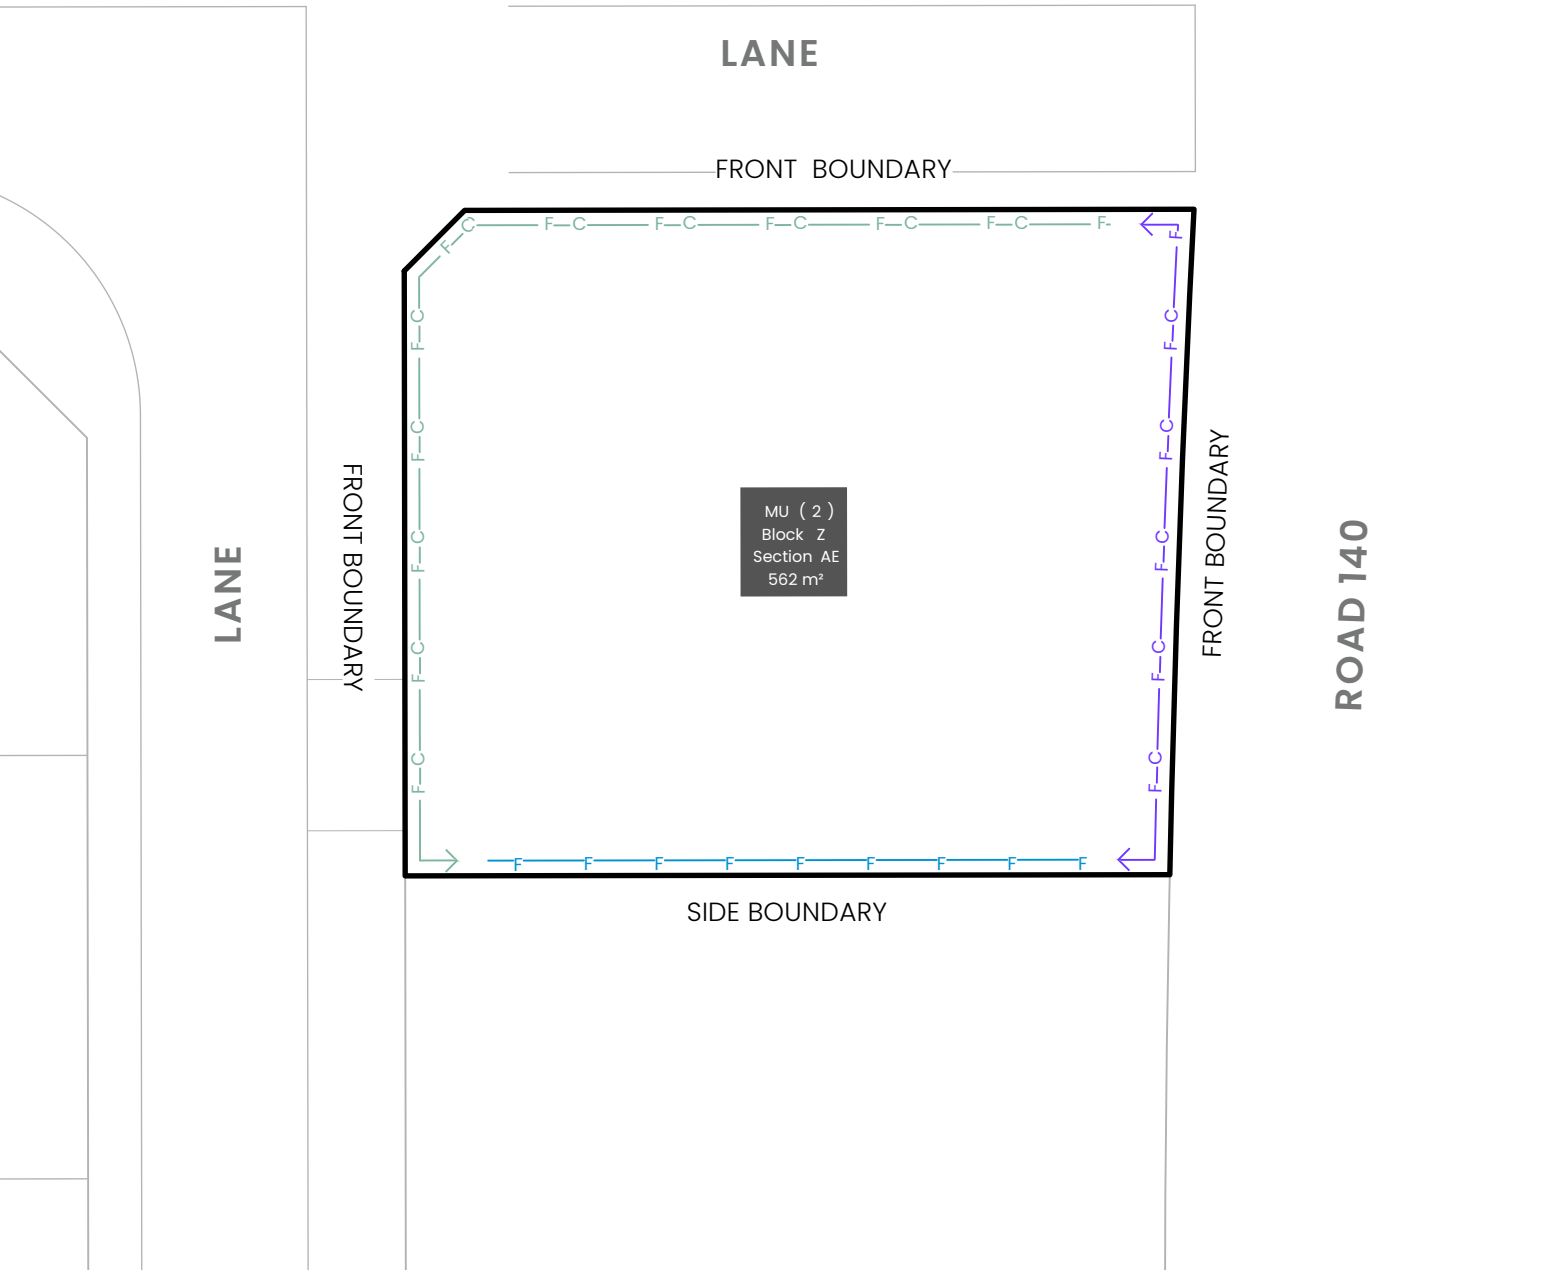 LANE
FRONT BOUNDARY
C F C F C F C F C F C F
F
F
C F C F C F C F C F
C F C F C F C F C F
FRONT BOUNDARY
LANE
MU ( 2 )
Block Z
Section AE
562 m²
FRONT BOUNDARY
ROAD 140
F F F F F F F F F
SIDE BOUNDARY